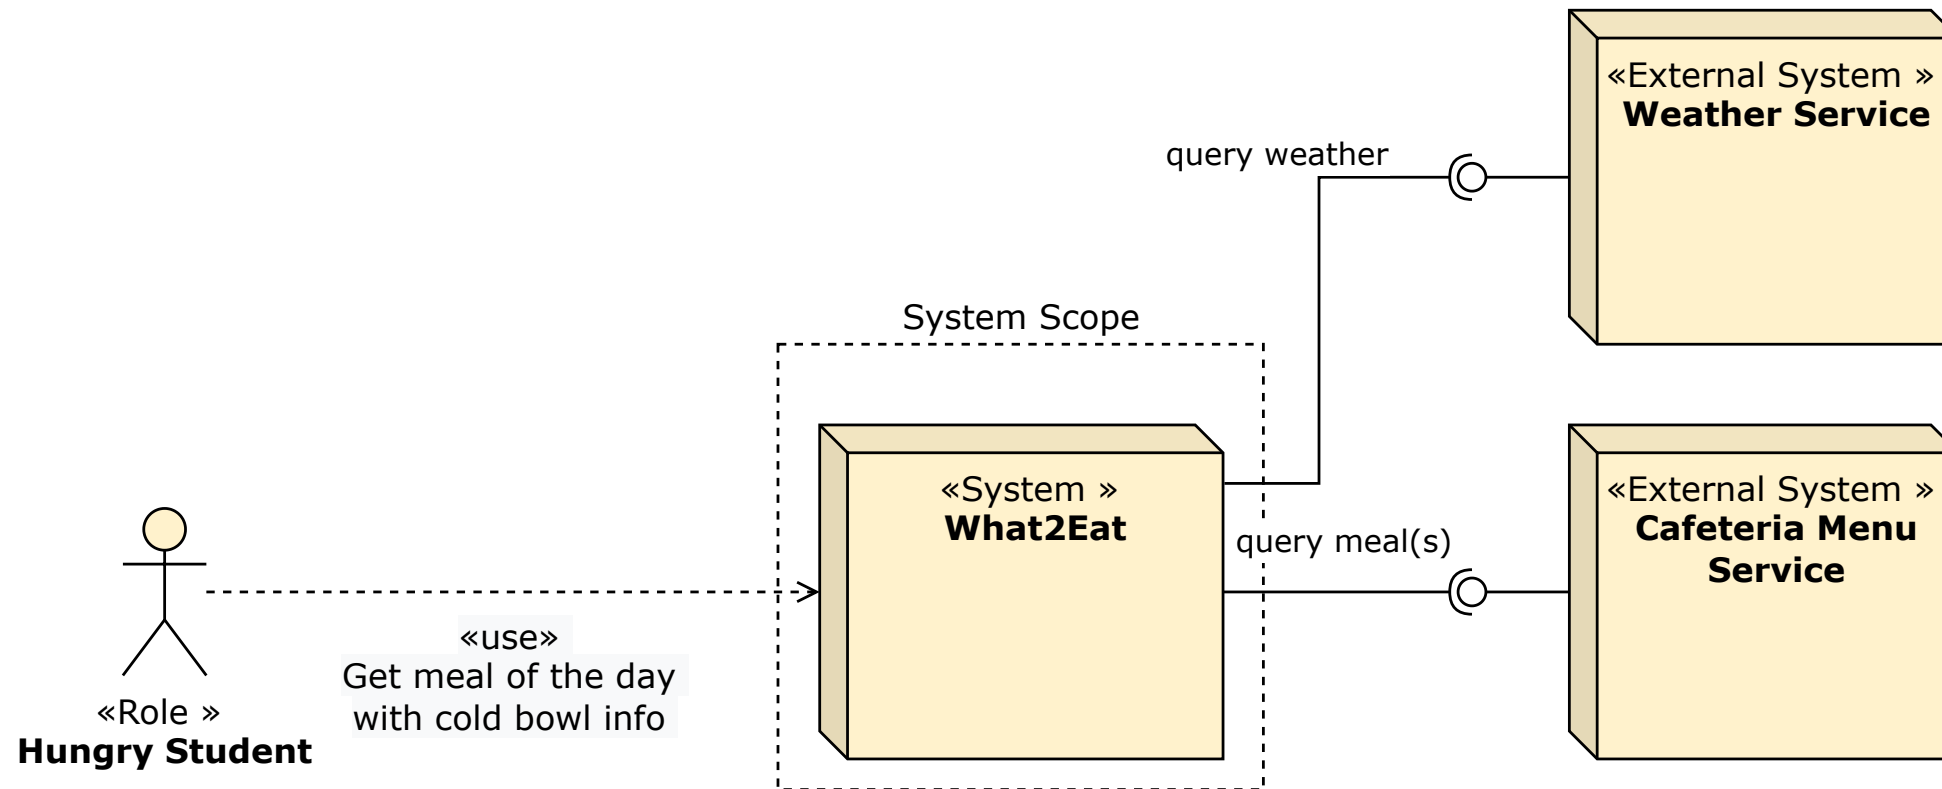 «External System »
Weather Service
query weather
System Scope
«System »
What2Eat
query meal(s)
«External System »
Cafeteria Menu
Service
«use»
Get meal of the day
with cold bowl info
«Role »
Hungry Student